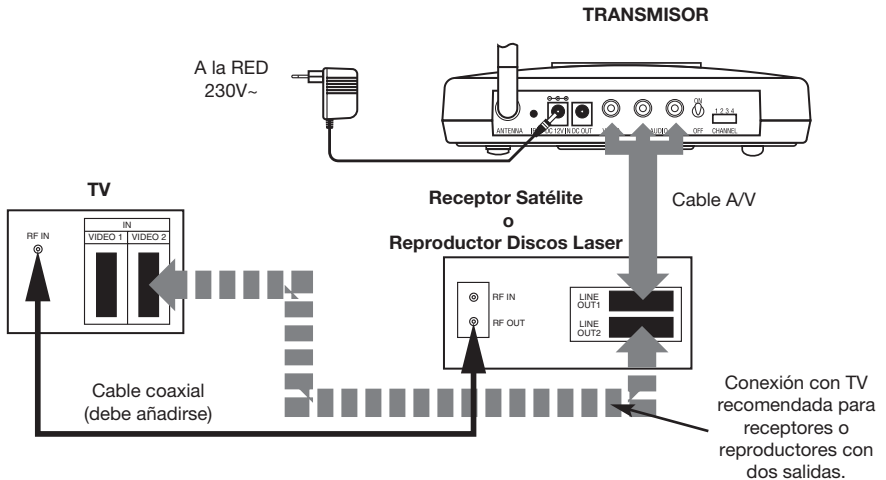 TRANSMISOR
A la RED
230V~
ON
1 2 3 4
ANTENNA
DC 12V IN DC OUT
AUDIO
OFF
CHANNEL
TV
RF IN
IN
VIDEO 1
VIDEO 2
Receptor Satélite
o
Reproductor Discos Laser
Cable A/V
RF IN
RF OUT
LINE
OUT1
LINE
OUT2
Cable coaxial
(debe añadirse)
Conexión con TV
recomendada para
receptores o
reproductores con
dos salidas.